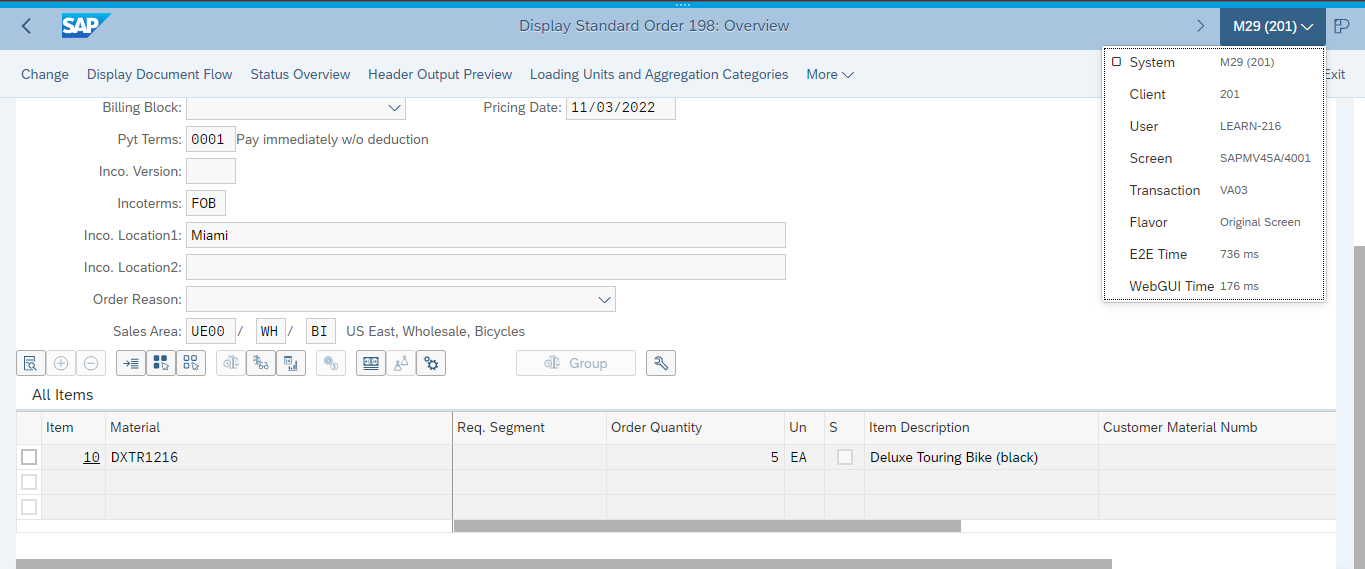 SAP Display Standard Order 198: Overview M29 (201)
Change Display Document Flow Status Overview Header Output Preview Loading Units and Aggregation Categories More Exit
System M29 (201)
Client 201
User LEARN-216
Screen SAPMV45A/4001
Transaction VA03
Flavor Original Screen
E2E Time 736 ms
WebGUI Time 176 ms
Billing Block: Pricing Date: 11/03/2022
Pyt Terms: 0001 Pay immediately w/o deduction
Inco. Version:
Incoterms: FOB
Inco. Location1: Miami
Inco. Location2:
Order Reason:
Sales Area: UE00 / WH / BI US East, Wholesale, Bicycles
Group
All Items
Item Material Req. Segment Order Quantity Un S Item Description Customer Material Numb
10 DXTR1216 5 EA Deluxe Touring Bike (black)